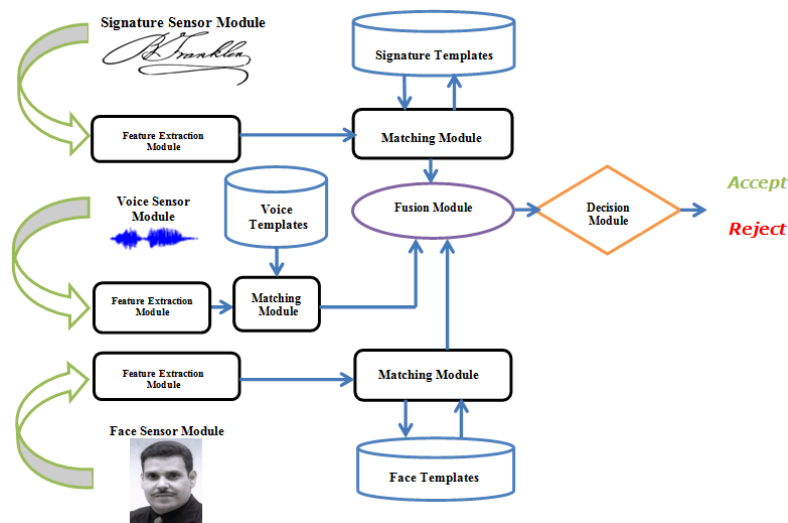 Signature Sensor Module
B Franklin
Signature Templates
Feature Extraction
Module
Matching Module
Voice Sensor
Module
Voice
Templates
Fusion Module
Decision
Module
Accept
Reject
Feature Extraction
Module
Matching
Module
Feature Extraction
Module
Matching Module
Face Sensor Module
Face Templates